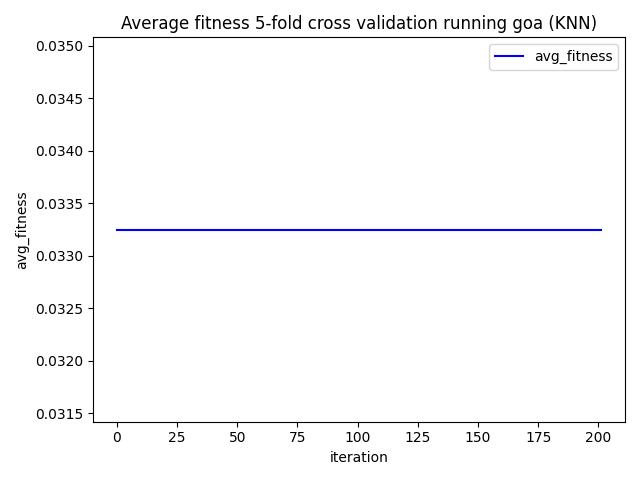 Average fitness 5-fold cross validation running goa (KNN)
avg_fitness
0.0350
0.0345
0.0340
0.0335
0.0330
0.0325
0.0320
0.0315
avg_fitness
0 25 50 75 100 125 150 175 200
iteration